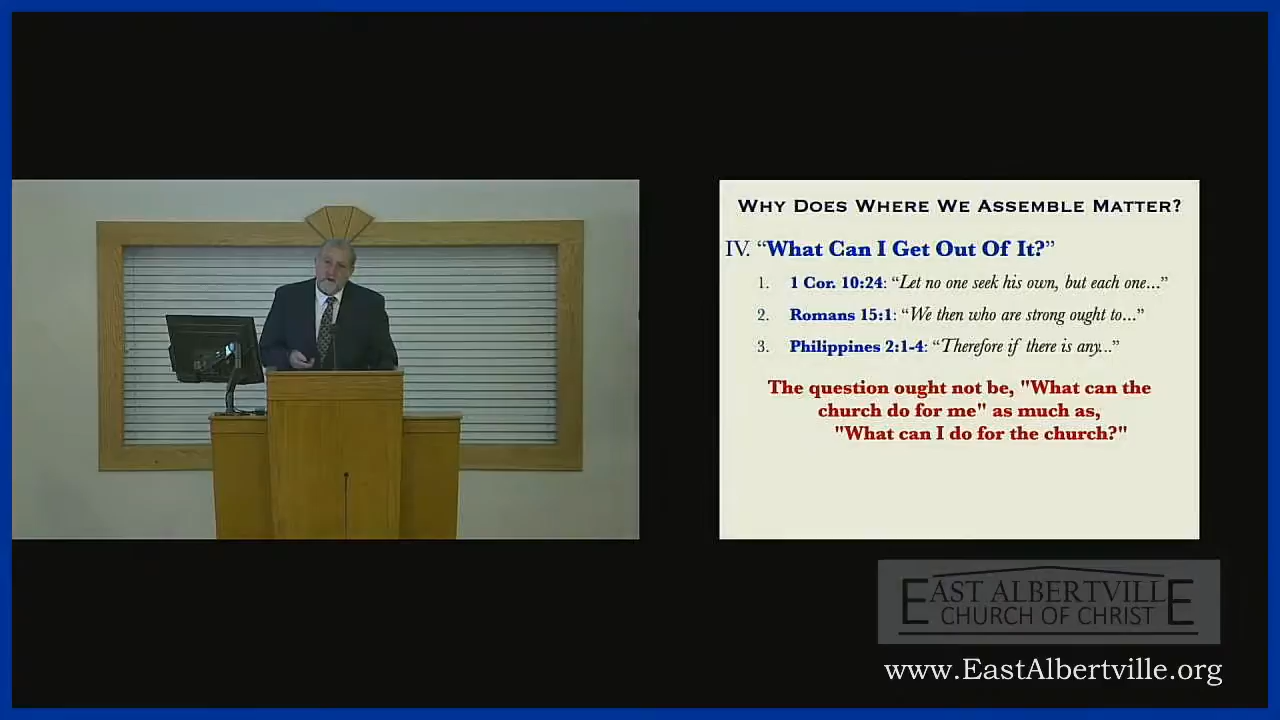 WHY DOES WHERE WE ASSEMBLE MATTER?
IV. “What Can I Get Out Of It?”
1. 1 Cor. 10:24: “Let no one seek his own, but each one...”
2. Romans 15:1: “We then who are strong ought to...”
3. Philippines 2:1-4: “Therefore if there is any...”
The question ought not be, "What can the
church do for me" as much as,
"What can I do for the church?"
EAST ALBERTVILLE
CHURCH OF CHRIST
www.EastAlbertville.org